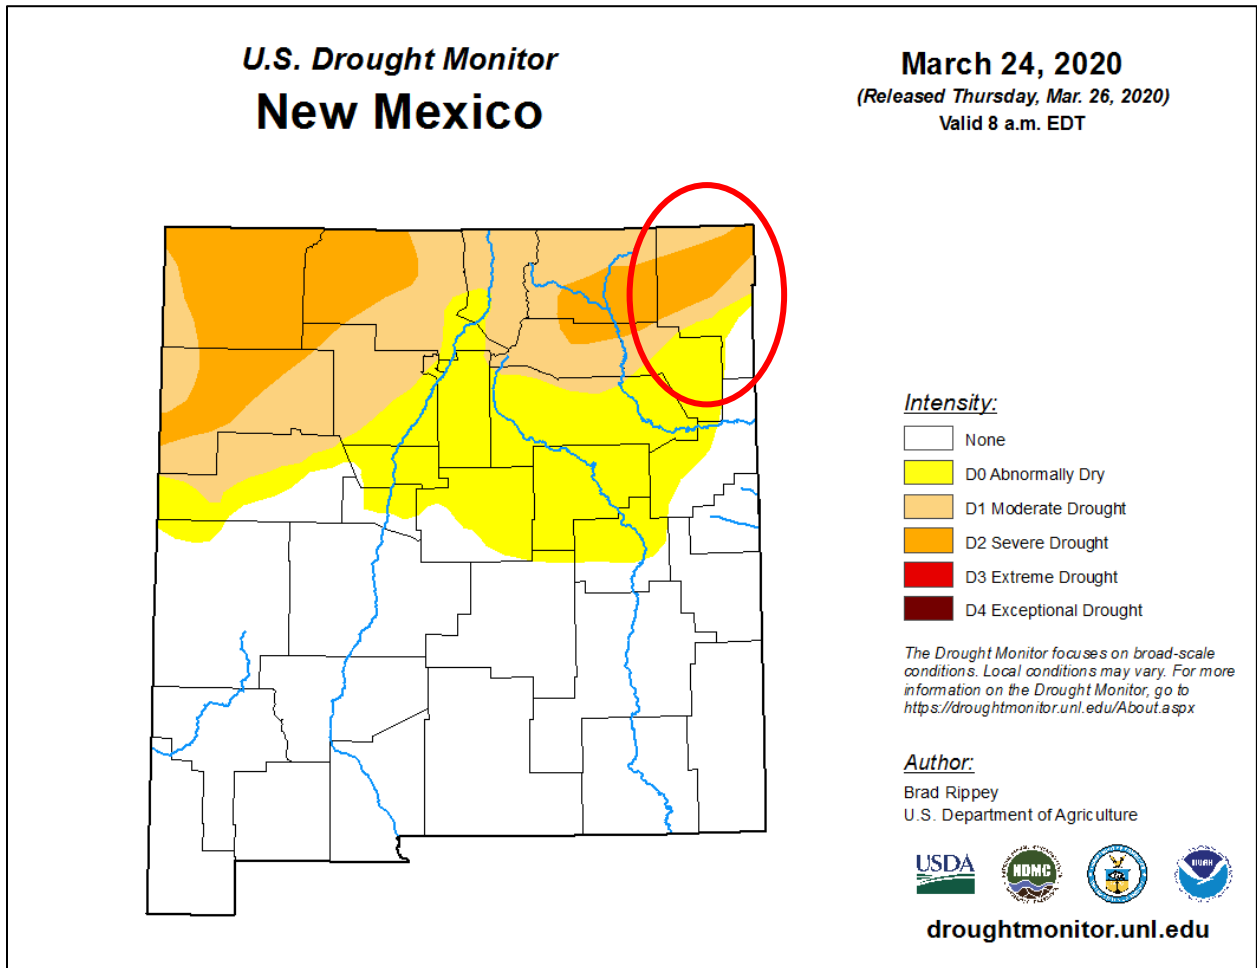 U.S. Drought Monitor
New Mexico
March 24, 2020
(Released Thursday, Mar. 26, 2020)
Valid 8 a.m. EDT
Intensity:
None
D0 Abnormally Dry
D1 Moderate Drought
D2 Severe Drought
D3 Extreme Drought
D4 Exceptional Drought
The Drought Monitor focuses on broad-scale
conditions. Local conditions may vary. For more
information on the Drought Monitor, go to
https://droughtmonitor.unl.edu/About.aspx
Author:
Brad Rippey
U.S. Department of Agriculture
USDA
NDMC
NOAA
droughtmonitor.unl.edu